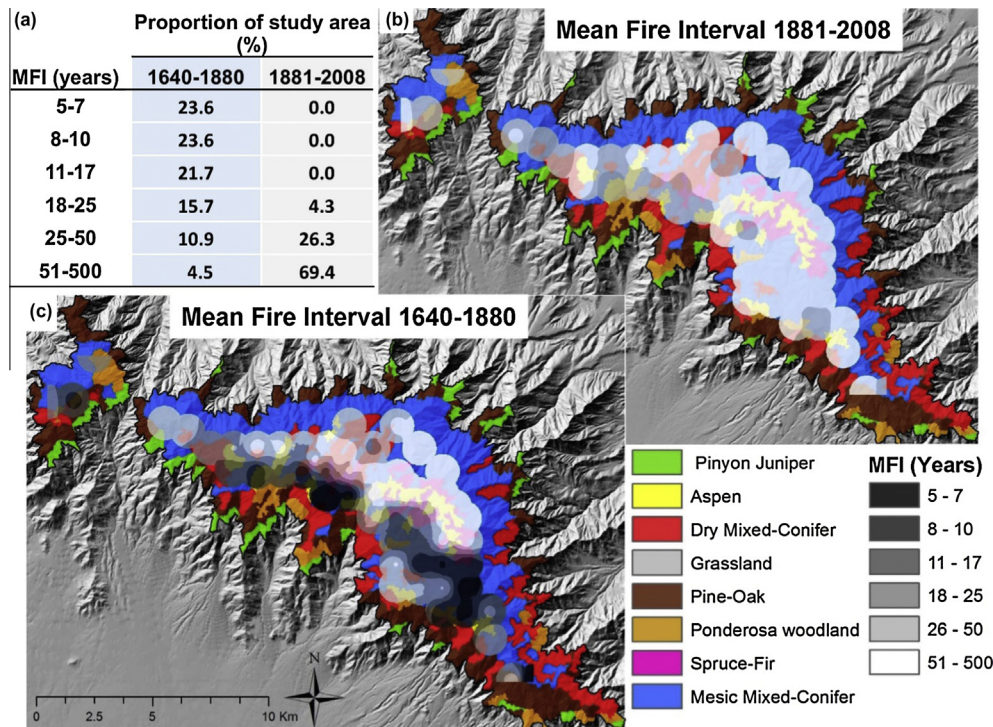 (a)
Proportion of study area
(%)
MFI (years) 1640-1880 1881-2008
5-7 23.6 0.0
8-10 23.6 0.0
11-17 21.7 0.0
18-25 15.7 4.3
25-50 10.9 26.3
51-500 4.5 69.4
(b)
Mean Fire Interval 1881-2008
(c)
Mean Fire Interval 1640-1880
N
0 2.5 5 10 Km
Pinyon Juniper
Aspen
Dry Mixed-Conifer
Grassland
Pine-Oak
Ponderosa woodland
Spruce-Fir
Mesic Mixed-Conifer
MFI (Years)
5 - 7
8 - 10
11 - 17
18 - 25
26 - 50
51 - 500